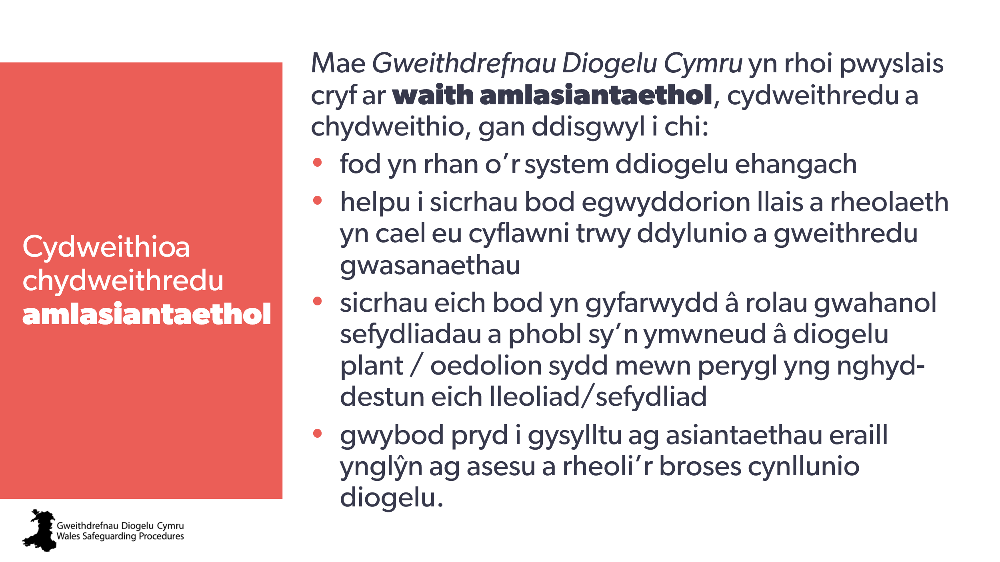 Cydweithioa
chydweithredu
amlasiantaethol
Mae Gweithdrefnau Diogelu Cymru yn rhoi pwyslais
cryf ar waith amlasiantaethol, cydweithredu a
chydweithio, gan ddisgwyl i chi:
• fod yn rhan o’r system ddiogelu ehangach
• helpu i sicrhau bod egwyddorion llais a rheolaeth
yn cael eu cyflawni trwy ddylunio a gweithredu
gwasanaethau
• sicrhau eich bod yn gyfarwydd â rolau gwahanol
sefydliadau a phobl sy’n ymwneud â diogelu
plant / oedolion sydd mewn perygl yng nghyd-
destun eich lleoliad/sefydliad
• gwybod pryd i gysylltu ag asiantaethau eraill
ynglŷn ag asesu a rheoli’r broses cynllunio
diogelu.
Gweithdrefnau Diogelu Cymru
Wales Safeguarding Procedures